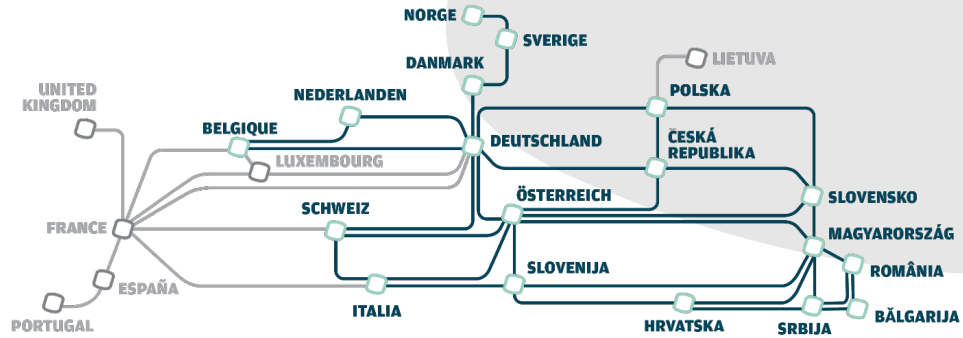 NORGE
SVERIGE
DANMARK
LIETUVA
UNITED
KINGDOM
NEDERLANDEN
POLSKA
BELGIQUE
DEUTSCHLAND
ČESKÁ
REPUBLIKA
LUXEMBOURG
ÖSTERREICH
SLOVENSKO
SCHWEIZ
FRANCE
MAGYARORSZÁG
SLOVENIJA
ROMÂNIA
ESPAÑA
ITALIA
PORTUGAL
HRVATSKA
SRBIJA
BĂLGARIJA